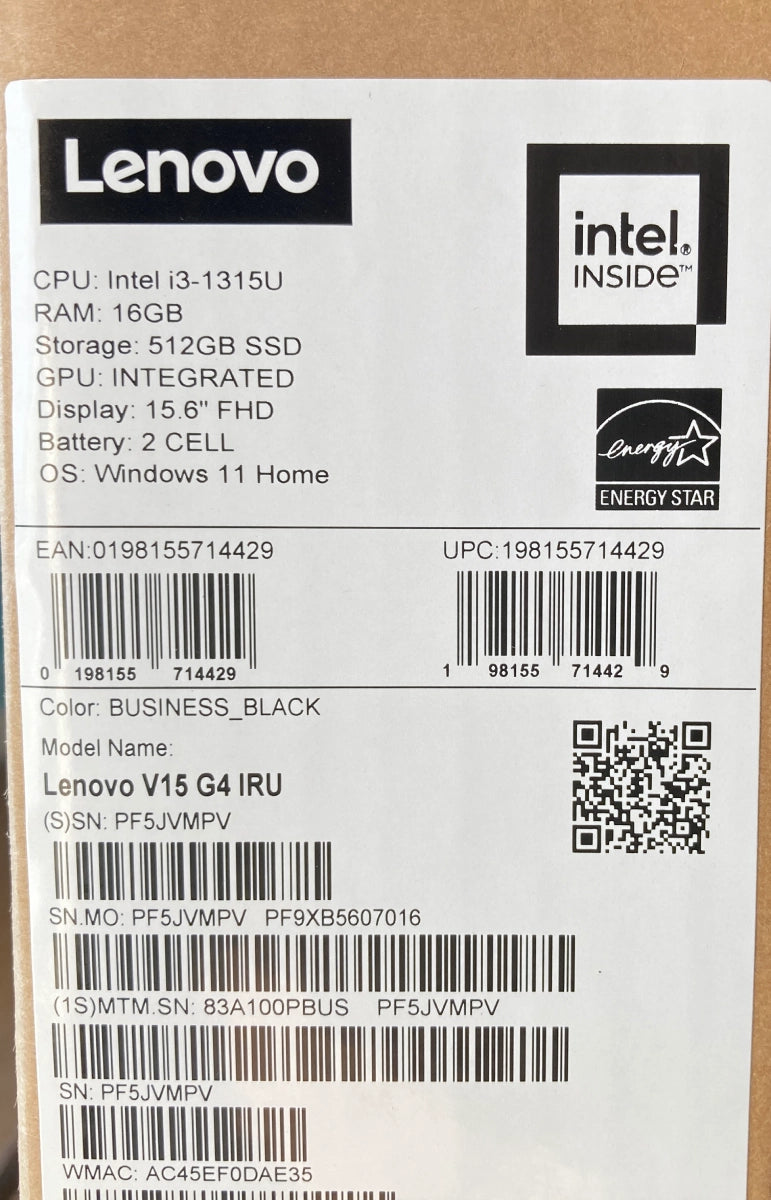 Lenovo
intel®
INSIDE™
CPU: Intel i3-1315U
RAM: 16GB
Storage: 512GB SSD
GPU: INTEGRATED
Display: 15.6" FHD
Battery: 2 CELL
OS: Windows 11 Home
energy
ENERGY STAR
EAN:0198155714429
UPC:198155714429
0 198155 714429
1 98155 71442 9
Color: BUSINESS_BLACK
Model Name:
Lenovo V15 G4 IRU
(S)SN: PF5JVMPV
SN.MO: PF5JVMPV PF9XB5607016
(1S)MTM.SN: 83A100PBUS PF5JVMPV
SN: PF5JVMPV
WMAC: AC45EF0DAE35